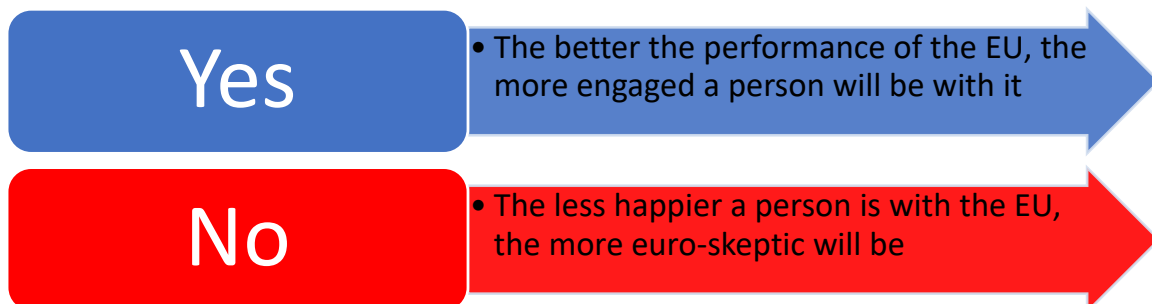 Yes
• The better the performance of the EU, the
more engaged a person will be with it
No
• The less happier a person is with the EU,
the more euro-skeptic will be